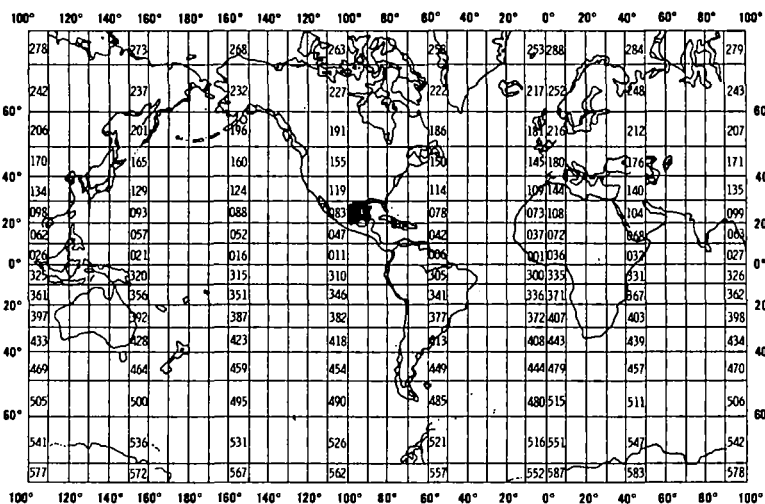 100° 120° 140° 160° 180° 160° 140° 120° 100° 80° 60° 40° 20° 0° 20° 40° 60° 80° 100°
278 273 268 263 258 253 288 284 279
242 237 232 227 222 217 252 248 243
60° 60°
206 201 196 191 186 181 216 212 207
170 165 160 155 150 145 180 176 171
40° 40°
134 129 124 119 114 109 144 140 135
098 093 088 083 078 073 108 104 099
20° 20°
062 057 052 047 042 037 072 068 063
026 021 016 011 006 001 036 032 027
0° 0°
325 320 315 310 305 300 335 331 326
361 356 351 346 341 336 371 367 362
20° 20°
397 392 387 382 377 372 407 403 398
433 428 423 418 413 408 443 439 434
40° 40°
469 464 459 454 449 444 479 457 470
505 500 495 490 485 480 515 511 506
60° 60°
541 536 531 526 521 516 551 547 542
577 572 567 562 557 552 587 583 578
100° 120° 140° 160° 180° 160° 140° 120° 100° 80° 60° 40° 20° 0° 20° 40° 60° 80° 100°